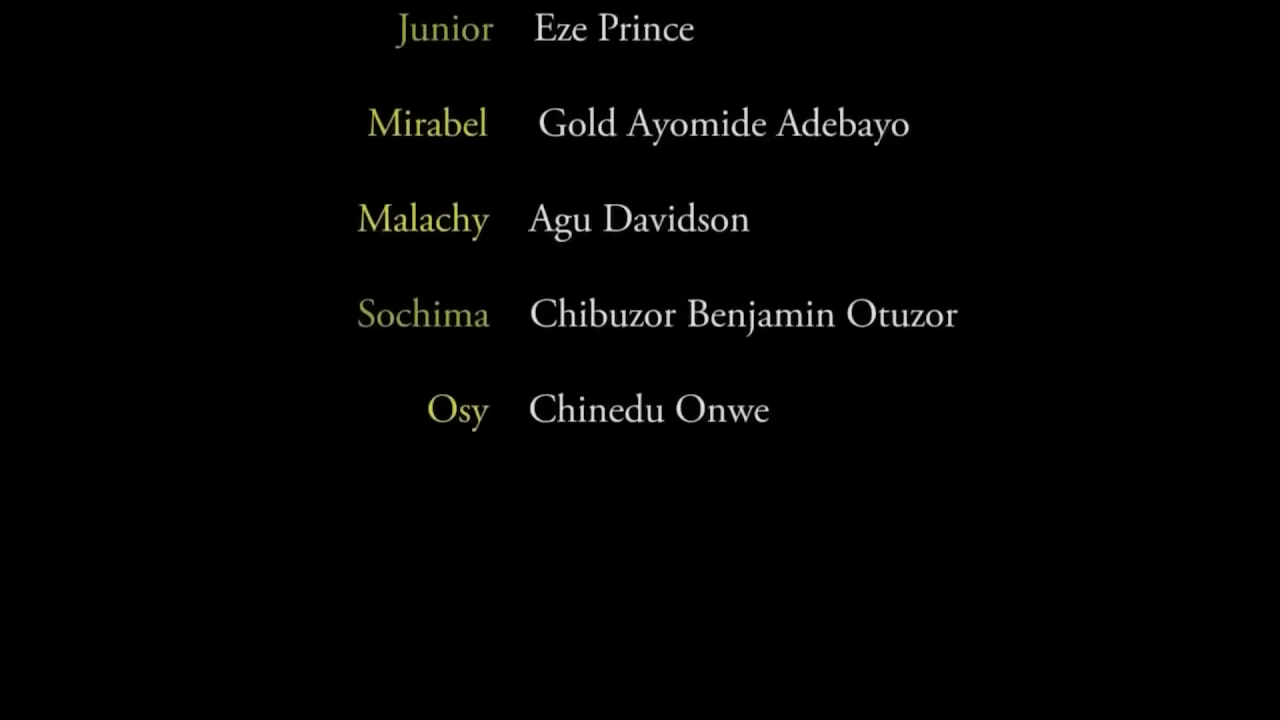 Junior Eze Prince
Mirabel Gold Ayomide Adebayo
Malachy Agu Davidson
Sochima Chibuzor Benjamin Otuzor
Osy Chinedu Onwe